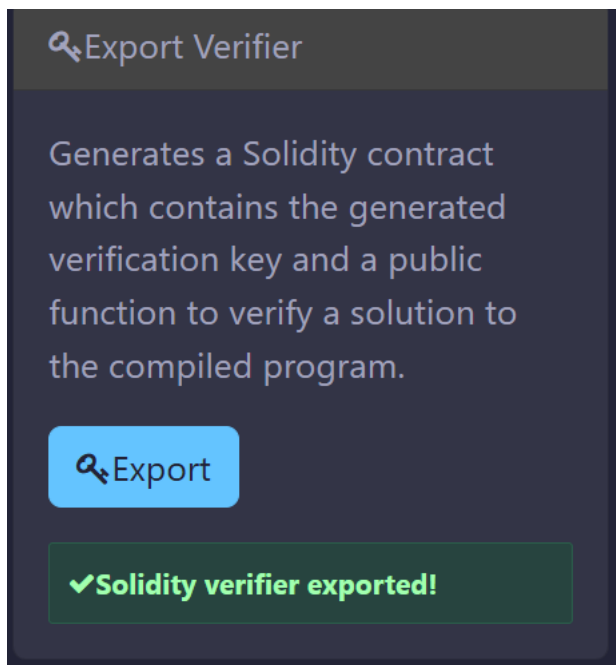 Export Verifier
Generates a Solidity contract
which contains the generated
verification key and a public
function to verify a solution to
the compiled program.
Export
Solidity verifier exported!